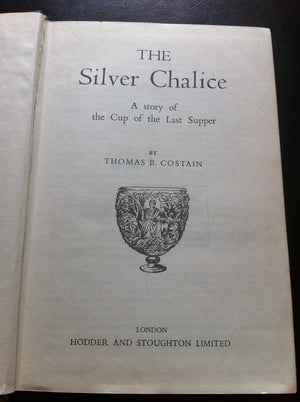 THE
Silver Chalice
A story of
the Cup of the Last Supper
BY
THOMAS B. COSTAIN
LONDON
HODDER AND STOUGHTON LIMITED